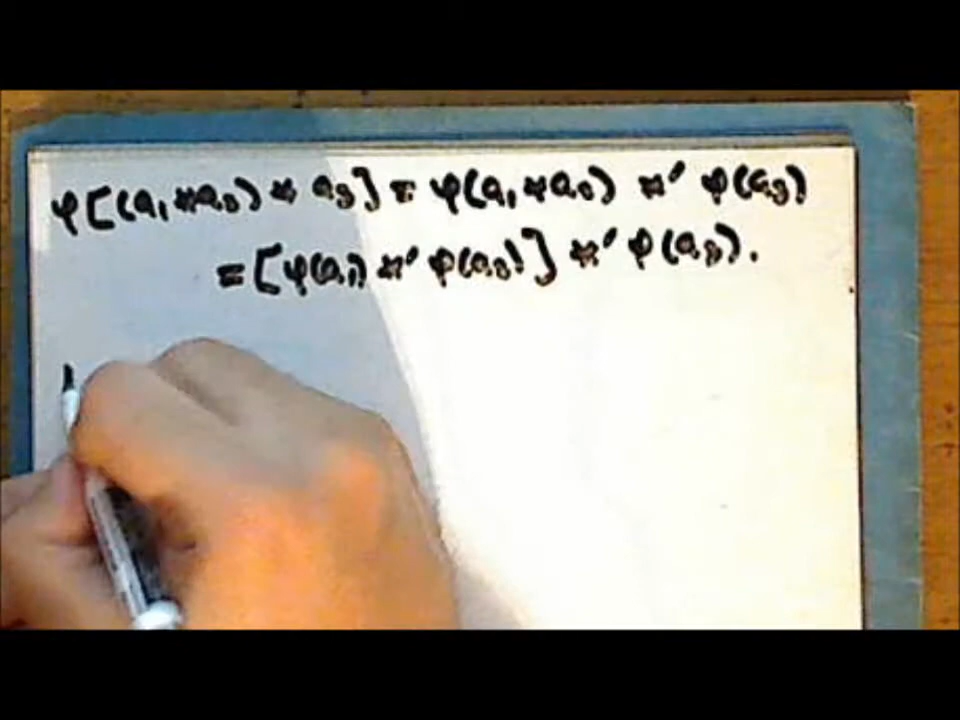 φ[(a₁*a₂) * a₃] = φ(a₁*a₂) *′ φ(a₃)
= [φ(a₁) *′ φ(a₂)] *′ φ(a₃).